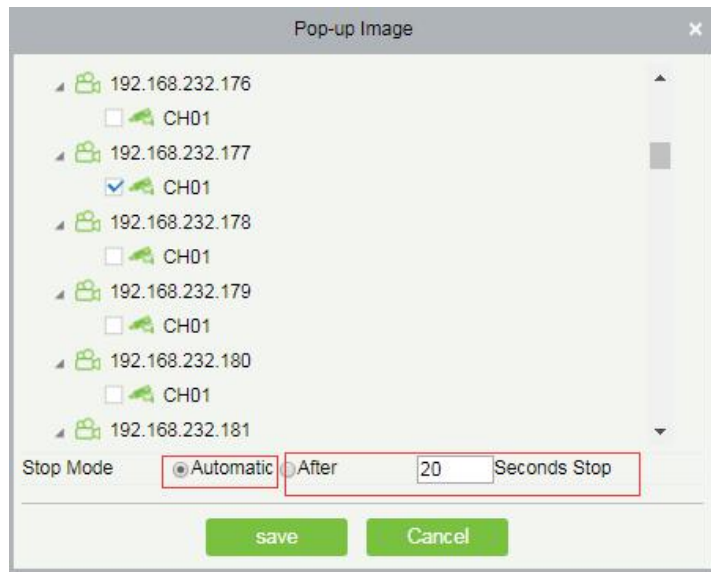 Pop-up Image
192.168.232.176
CH01
192.168.232.177
CH01
192.168.232.178
CH01
192.168.232.179
CH01
192.168.232.180
CH01
192.168.232.181
Stop Mode Automatic After 20 Seconds Stop
save Cancel